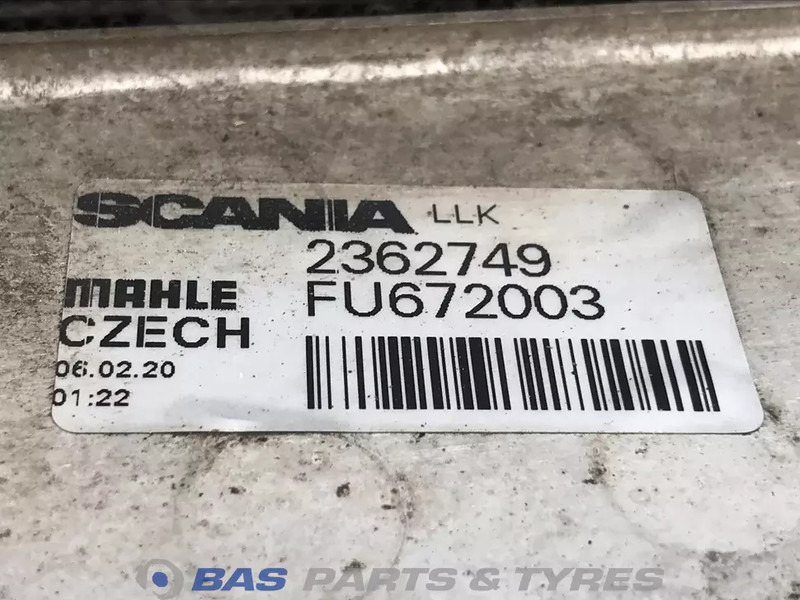 SCANIA LLK
2362749
MAHLE FU672003
CZECH
06.02.20
01:22
BAS PARTS & TYRES